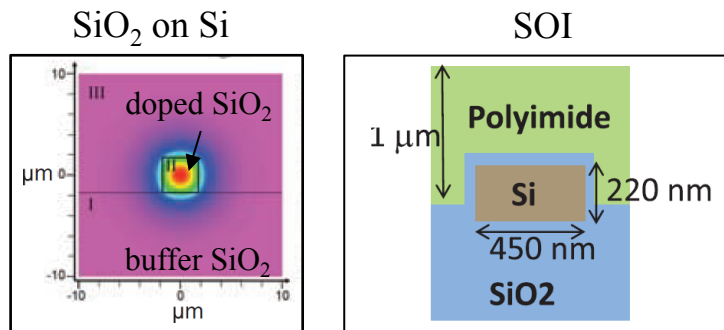 SiO₂ on Si
10
III
doped SiO₂
II
μm 0
I
buffer SiO₂
-10
-10 0 10
μm
SOI
Polyimide
1 μm
Si
220 nm
450 nm
SiO2